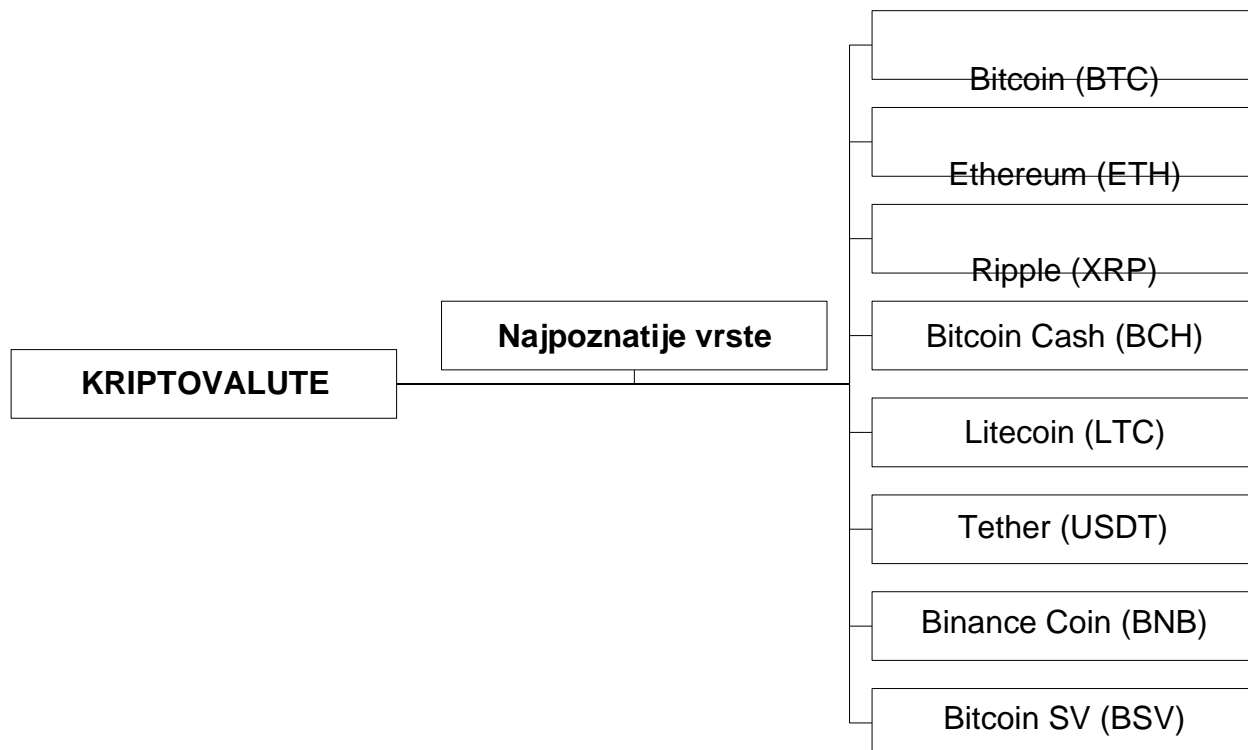 KRIPTOVALUTE
Najpoznatije vrste
Bitcoin (BTC)
Ethereum (ETH)
Ripple (XRP)
Bitcoin Cash (BCH)
Litecoin (LTC)
Tether (USDT)
Binance Coin (BNB)
Bitcoin SV (BSV)